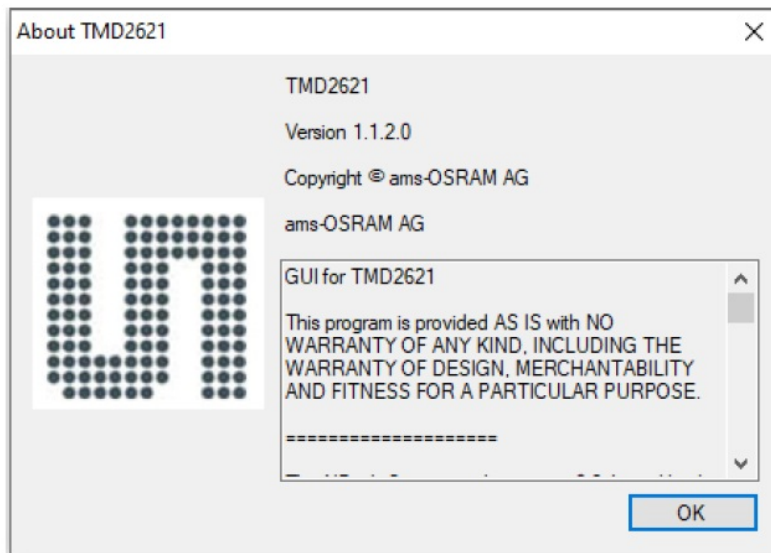 About TMD2621
TMD2621
Version 1.1.2.0
Copyright © ams-OSRAM AG
ams-OSRAM AG
GUI for TMD2621
This program is provided AS IS with NO
WARRANTY OF ANY KIND, INCLUDING THE
WARRANTY OF DESIGN, MERCHANTABILITY
AND FITNESS FOR A PARTICULAR PURPOSE.
====================
OK